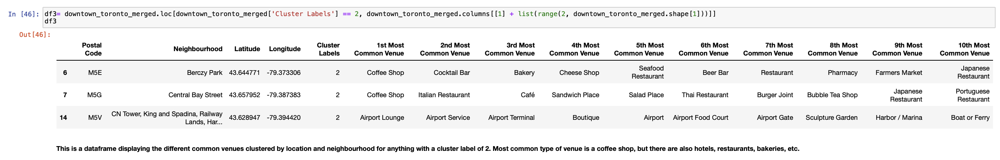 In [46]: df3= downtown_toronto_merged.loc[downtown_toronto_merged['Cluster Labels'] == 2, downtown_toronto_merged.columns[[1] + list(range(2, downtown_toronto_merged.shape[1]))]]
df3
Out[46]:
Postal Code Neighbourhood Latitude Longitude Cluster Labels 1st Most Common Venue 2nd Most Common Venue 3rd Most Common Venue 4th Most Common Venue 5th Most Common Venue 6th Most Common Venue 7th Most Common Venue 8th Most Common Venue 9th Most Common Venue 10th Most Common Venue
6 M5E Berczy Park 43.644771 -79.373306 2 Coffee Shop Cocktail Bar Bakery Cheese Shop Seafood Restaurant Beer Bar Restaurant Pharmacy Farmers Market Japanese Restaurant
7 M5G Central Bay Street 43.657952 -79.387383 2 Coffee Shop Italian Restaurant Café Sandwich Place Salad Place Thai Restaurant Burger Joint Bubble Tea Shop Japanese Restaurant Portuguese Restaurant
14 M5V CN Tower, King and Spadina, Railway Lands, Har... 43.628947 -79.394420 2 Airport Lounge Airport Service Airport Terminal Boutique Airport Airport Food Court Airport Gate Sculpture Garden Harbor / Marina Boat or Ferry
This is a dataframe displaying the different common venues clustered by location and neighbourhood for anything with a cluster label of 2. Most common type of venue is a coffee shop, but there are also hotels, restaurants, bakeries, etc.